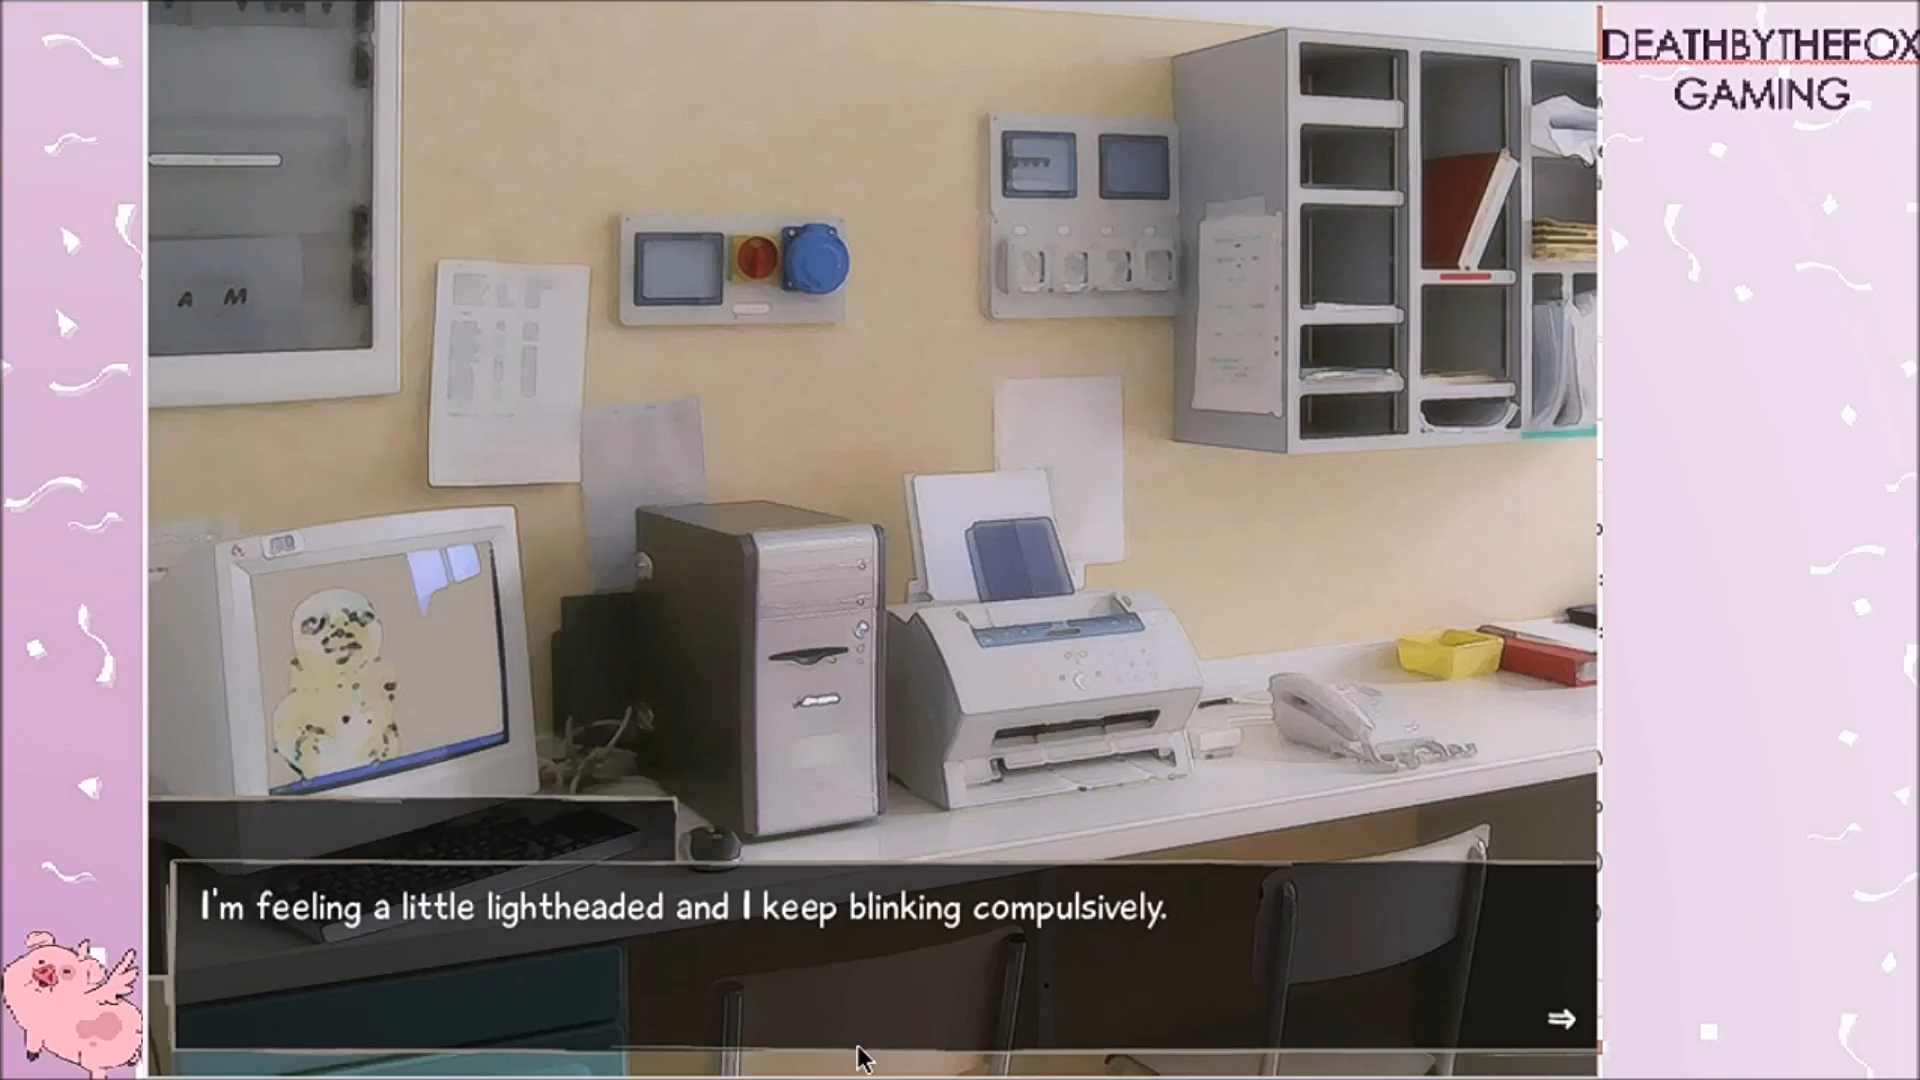 DEATHBYTHEFOX
GAMING
A M
I'm feeling a little lightheaded and I keep blinking compulsively.